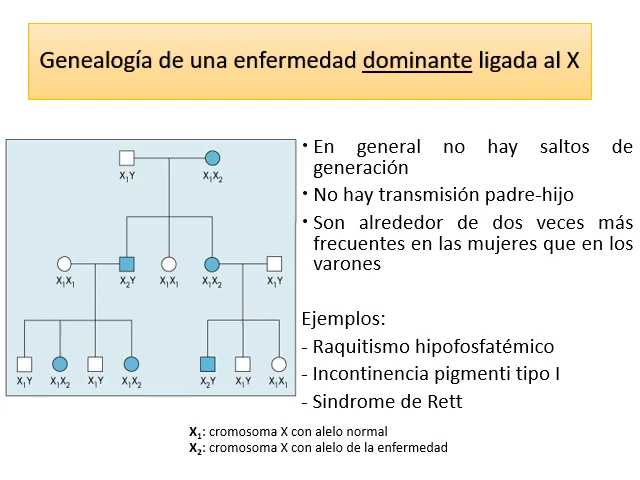 Genealogía de una enfermedad dominante ligada al X
X₁Y X₁X₂
X₁X₁ X₂Y X₁X₁ X₁X₂ X₁Y
X₁Y X₁X₂ X₁Y X₁X₂ X₂Y X₁Y X₁X₁
• En general no hay saltos de
generación
• No hay transmisión padre-hijo
• Son alrededor de dos veces más
frecuentes en las mujeres que en los
varones
Ejemplos:
- Raquitismo hipofosfatémico
- Incontinencia pigmenti tipo I
- Sindrome de Rett
X₁: cromosoma X con alelo normal
X₂: cromosoma X con alelo de la enfermedad